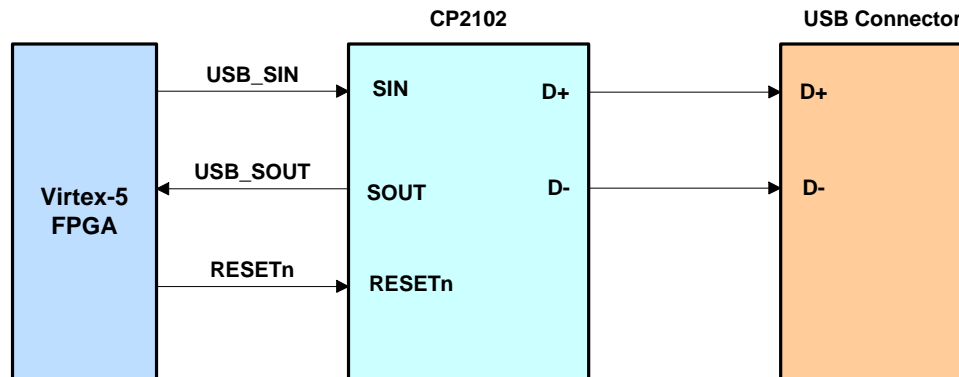 CP2102
USB Connector
USB_SIN
SIN
D+
D+
USB_SOUT
SOUT
D-
D-
Virtex-5
FPGA
RESETn
RESETn